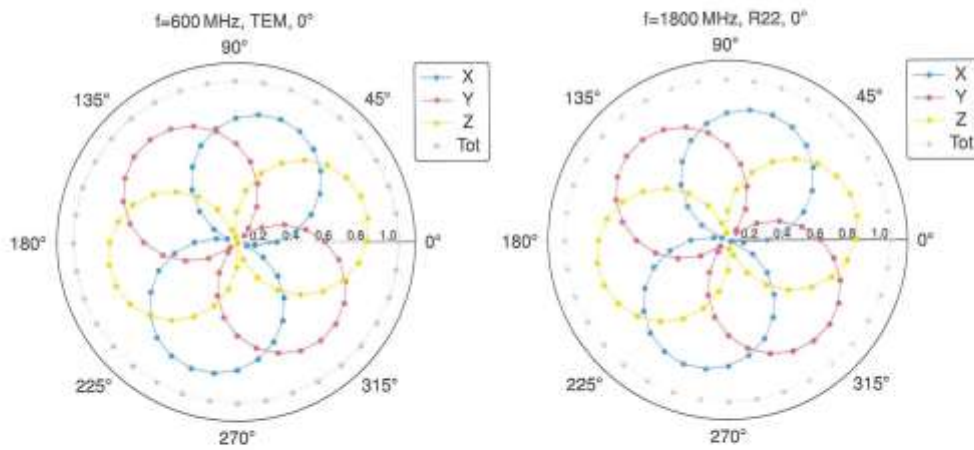 f=600 MHz, TEM, 0°
90°
135°
45°
180°
0.2 0.4 0.6 0.8 1.0
0°
225°
315°
270°
X
Y
Z
Tot
f=1800 MHz, R22, 0°
90°
135°
45°
180°
0.2 0.4 0.6 0.8 1.0
0°
225°
315°
270°
X
Y
Z
Tot